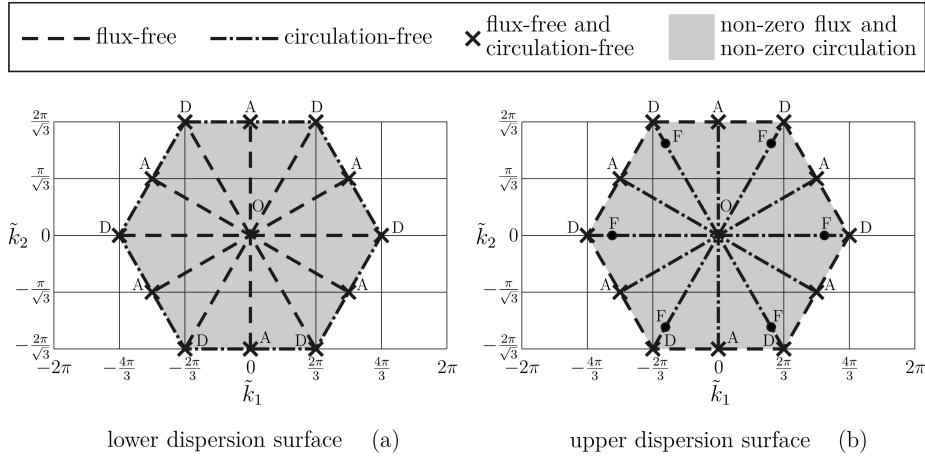 flux-free
circulation-free
flux-free and
circulation-free
non-zero flux and
non-zero circulation
D A D
2π/√3
A A
π/√3
O
D D
k̃₂ 0
A A
−π/√3
D A D
−2π/√3
−2π −4π/3 −2π/3 0 2π/3 4π/3 2π
k̃₁
lower dispersion surface (a)
D A D
2π/√3
F F
A A
π/√3
O
D F F D
k̃₂ 0
A A
−π/√3
F F
D A D
−2π/√3
−2π −4π/3 −2π/3 0 2π/3 4π/3 2π
k̃₁
upper dispersion surface (b)